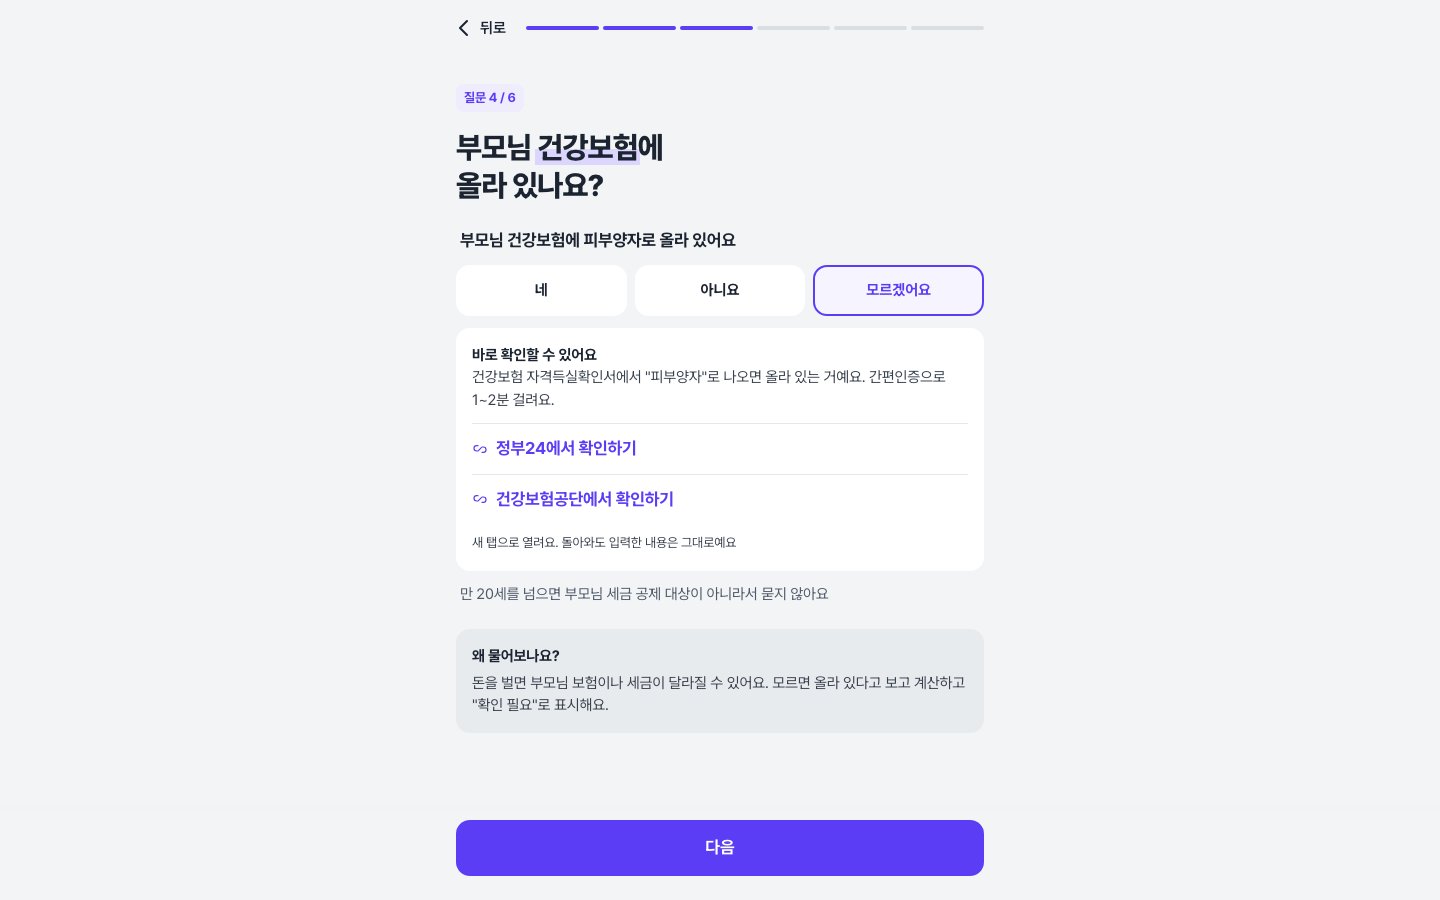 뒤로
질문 4 / 6
부모님 건강보험에
올라 있나요?
부모님 건강보험에 피부양자로 올라 있어요
네
아니요
모르겠어요
바로 확인할 수 있어요
건강보험 자격득실확인서에서 "피부양자"로 나오면 올라 있는 거예요. 간편인증으로
1~2분 걸려요.
정부24에서 확인하기
건강보험공단에서 확인하기
새 탭으로 열려요. 돌아와도 입력한 내용은 그대로예요
만 20세를 넘으면 부모님 세금 공제 대상이 아니라서 묻지 않아요
왜 물어보나요?
돈을 벌면 부모님 보험이나 세금이 달라질 수 있어요. 모르면 올라 있다고 보고 계산하고
"확인 필요"로 표시해요.
다음